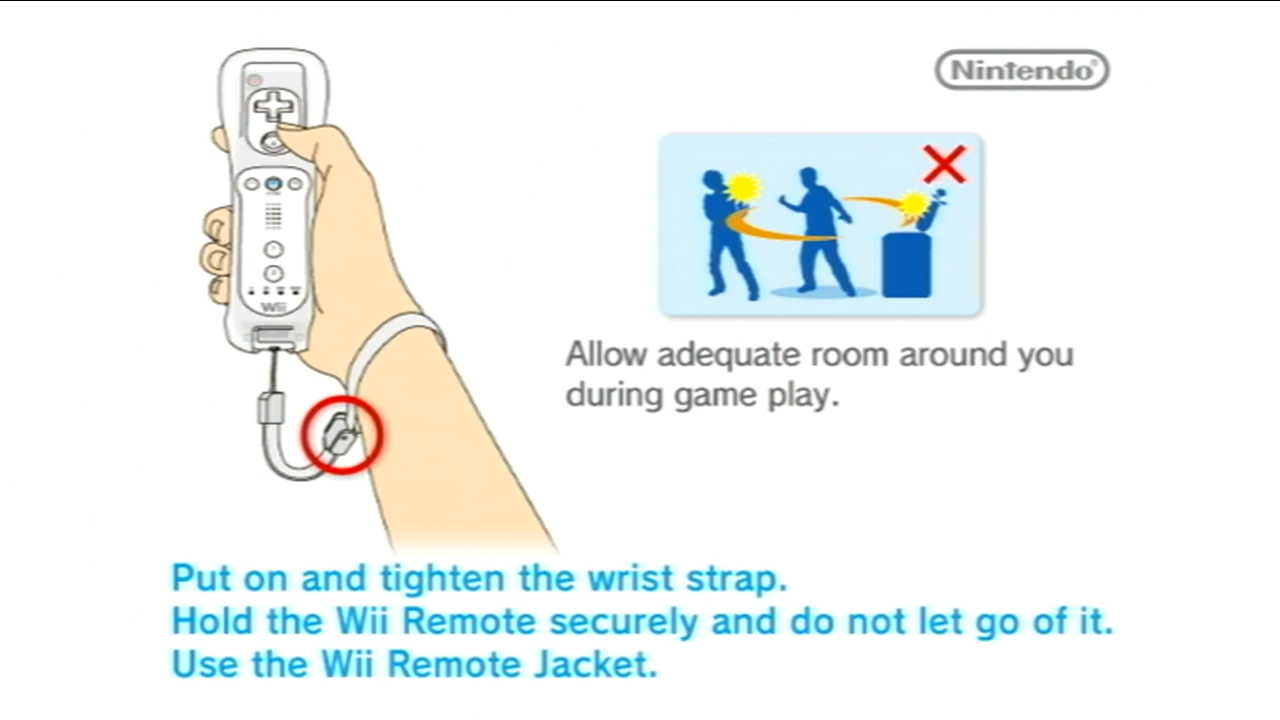 Nintendo®
Wii
Allow adequate room around you
during game play.
Put on and tighten the wrist strap.
Hold the Wii Remote securely and do not let go of it.
Use the Wii Remote Jacket.